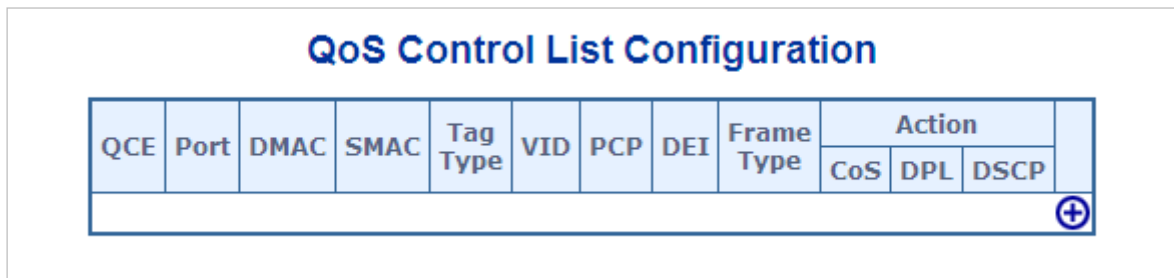 QoS Control List Configuration
QCE Port DMAC SMAC Tag Type VID PCP DEI Frame Type Action
CoS DPL DSCP